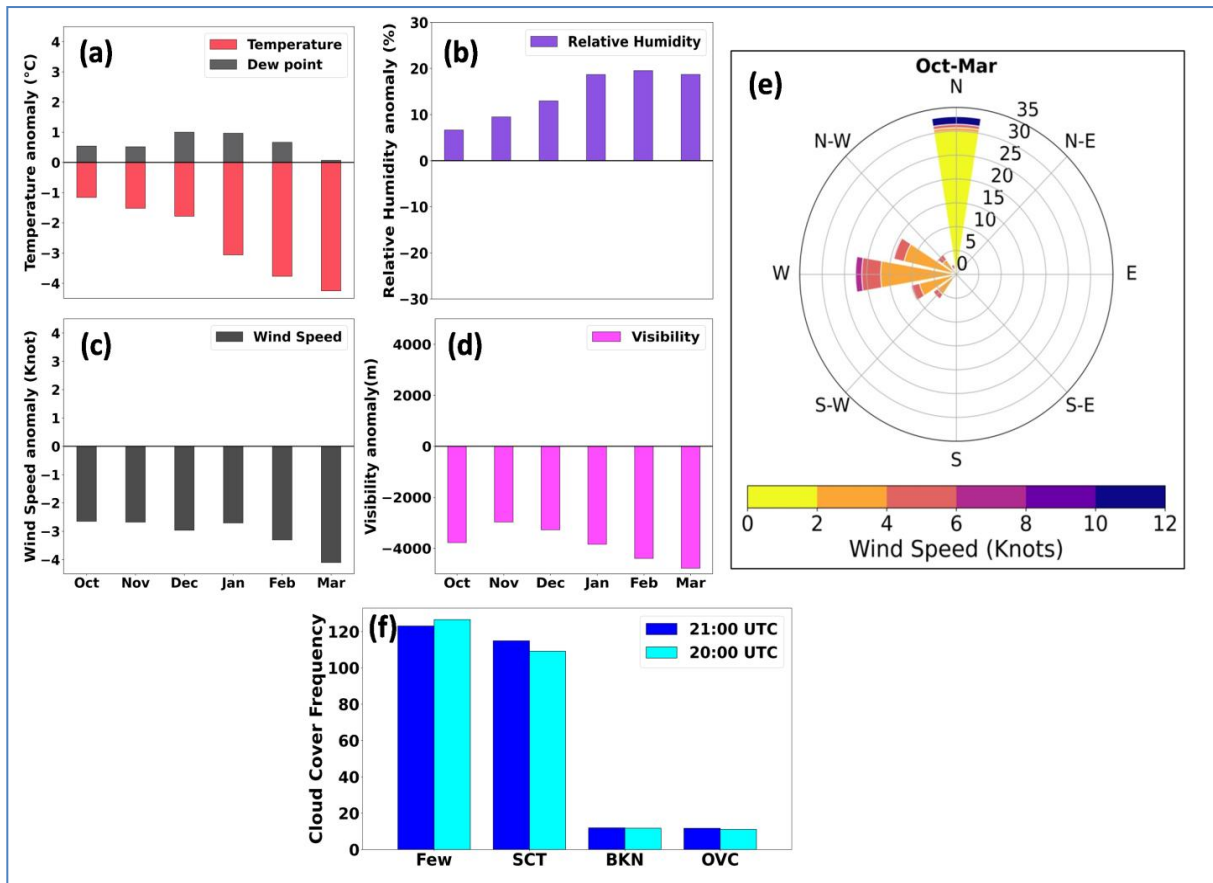 (a)
Temperature
Dew point
Temperature anomaly (°C)
4
3
2
1
0
−1
−2
−3
−4
(b)
Relative Humidity
Relative Humidity anomaly (%)
30
20
10
0
−10
−20
−30
(c)
Wind Speed
Wind Speed anomaly (Knot)
4
3
2
1
0
−1
−2
−3
−4
Oct Nov Dec Jan Feb Mar
(d)
Visibility
Visibility anomaly(m)
4000
2000
0
−2000
−4000
Oct Nov Dec Jan Feb Mar
(e)
Oct-Mar
N
N-E
E
S-E
S
S-W
W
N-W
35
30
25
20
15
10
5
0
0 2 4 6 8 10 12
Wind Speed (Knots)
(f)
21:00 UTC
20:00 UTC
Cloud Cover Frequency
120
100
80
60
40
20
0
Few SCT BKN OVC